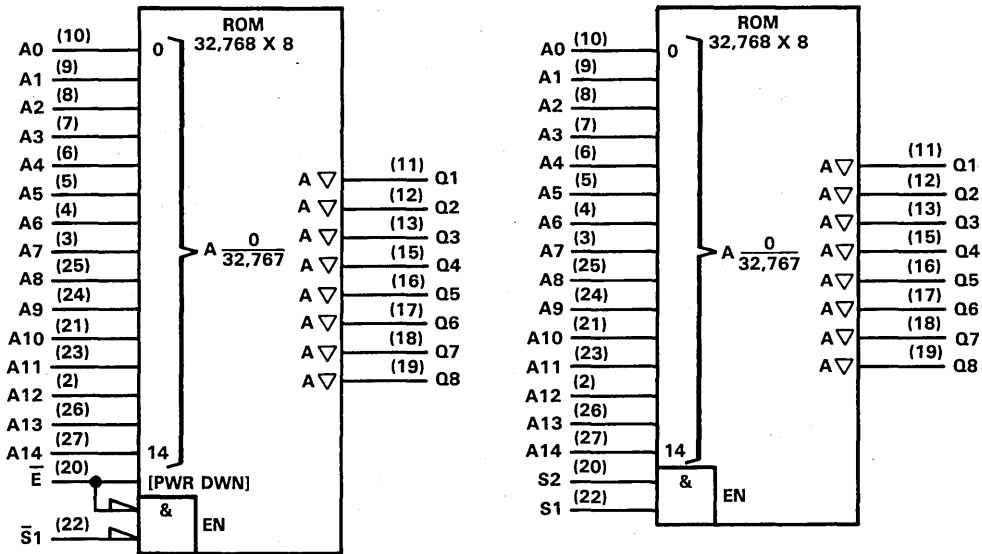 ROM
32,768 X 8
A0 (10) 0
A1 (9)
A2 (8)
A3 (7)
A4 (6)
A5 (5)
A6 (4)
A7 (3)
A8 (25)
A9 (24)
A10 (21)
A11 (23)
A12 (2)
A13 (26)
A14 (27) 14
E̅ (20) [PWR DWN]
S̅1 (22) & EN
A 0/32,767
A ▽ (11) Q1
A ▽ (12) Q2
A ▽ (13) Q3
A ▽ (15) Q4
A ▽ (16) Q5
A ▽ (17) Q6
A ▽ (18) Q7
A ▽ (19) Q8
ROM
32,768 X 8
A0 (10) 0
A1 (9)
A2 (8)
A3 (7)
A4 (6)
A5 (5)
A6 (4)
A7 (3)
A8 (25)
A9 (24)
A10 (21)
A11 (23)
A12 (2)
A13 (26)
A14 (27) 14
S2 (20) &
S1 (22) EN
A 0/32,767
A ▽ (11) Q1
A ▽ (12) Q2
A ▽ (13) Q3
A ▽ (15) Q4
A ▽ (16) Q5
A ▽ (17) Q6
A ▽ (18) Q7
A ▽ (19) Q8